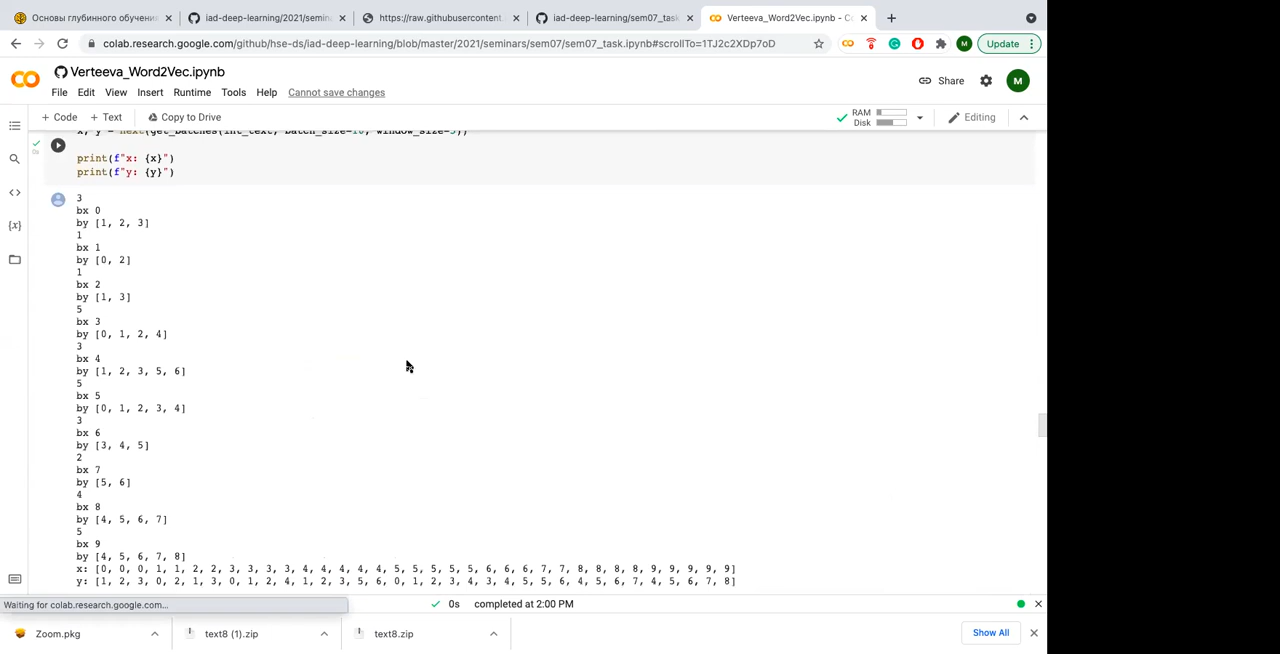 Основы глубинного обучения
iad-deep-learning/2021/semina
https://raw.githubusercontent.
iad-deep-learning/sem07_task.
Verteeva_Word2Vec.ipynb - C
colab.research.google.com/github/hse-ds/iad-deep-learning/blob/master/2021/seminars/sem07/sem07_task.ipynb#scrollTo=1TJ2c2XDp7oD
M
Update
Verteeva_Word2Vec.ipynb
Share
M
File Edit View Insert Runtime Tools Help Cannot save changes
+ Code + Text Copy to Drive
RAM
Disk
Editing
x, y = next(get_batches(int_text, batch_size=10, window_size=5))
0s
print(f"x: {x}")
print(f"y: {y}")
3
bx 0
by [1, 2, 3]
1
bx 1
by [0, 2]
1
bx 2
by [1, 3]
5
bx 3
by [0, 1, 2, 4]
3
bx 4
by [1, 2, 3, 5, 6]
5
bx 5
by [0, 1, 2, 3, 4]
3
bx 6
by [3, 4, 5]
2
bx 7
by [5, 6]
4
bx 8
by [4, 5, 6, 7]
5
bx 9
by [4, 5, 6, 7, 8]
x: [0, 0, 0, 1, 1, 2, 2, 3, 3, 3, 3, 4, 4, 4, 4, 4, 5, 5, 5, 5, 5, 6, 6, 6, 7, 7, 8, 8, 8, 8, 9, 9, 9, 9, 9]
y: [1, 2, 3, 0, 2, 1, 3, 0, 1, 2, 4, 1, 2, 3, 5, 6, 0, 1, 2, 3, 4, 3, 4, 5, 5, 6, 4, 5, 6, 7, 4, 5, 6, 7, 8]
Waiting for colab.research.google.com...
0s completed at 2:00 PM
Zoom.pkg
text8 (1).zip
text8.zip
Show All